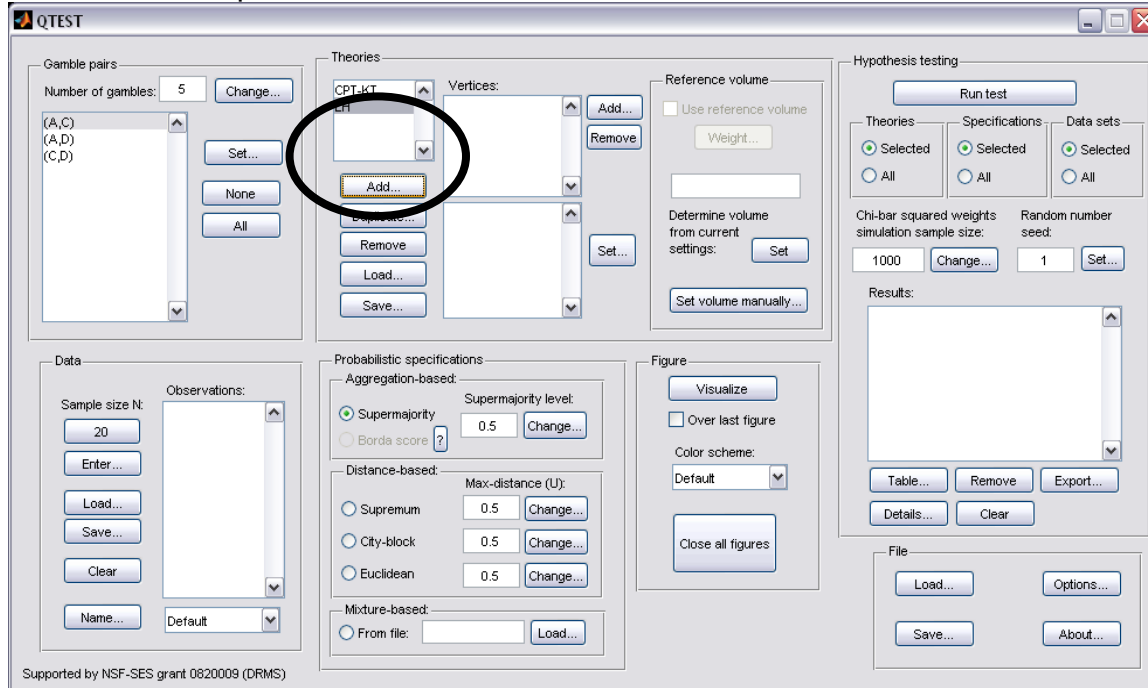 QTEST
Gamble pairs
Number of gambles: 5 Change...
(A,C)
(A,D)
(C,D)
Set...
None
All
Theories
CPT-KT
LH
Add...
Duplicate...
Remove
Load...
Save...
Vertices:
Add...
Remove
Set...
Reference volume
Use reference volume
Weight...
Determine volume
from current
settings: Set
Set volume manually...
Hypothesis testing
Run test
Theories
Selected
All
Specifications
Selected
All
Data sets
Selected
All
Chi-bar squared weights
simulation sample size:
1000 Change...
Random number
seed:
1 Set...
Results:
Table... Remove Export...
Details... Clear
Data
Sample size N:
20
Enter...
Load...
Save...
Clear
Name... Default
Observations:
Probabilistic specifications
Aggregation-based:
Supermajority level:
Supermajority 0.5 Change...
Borda score ?
Distance-based:
Max-distance (U):
Supremum 0.5 Change...
City-block 0.5 Change...
Euclidean 0.5 Change...
Mixture-based:
From file: Load...
Figure
Visualize
Over last figure
Color scheme:
Default
Close all figures
File
Load... Options...
Save... About...
Supported by NSF-SES grant 0820009 (DRMS)